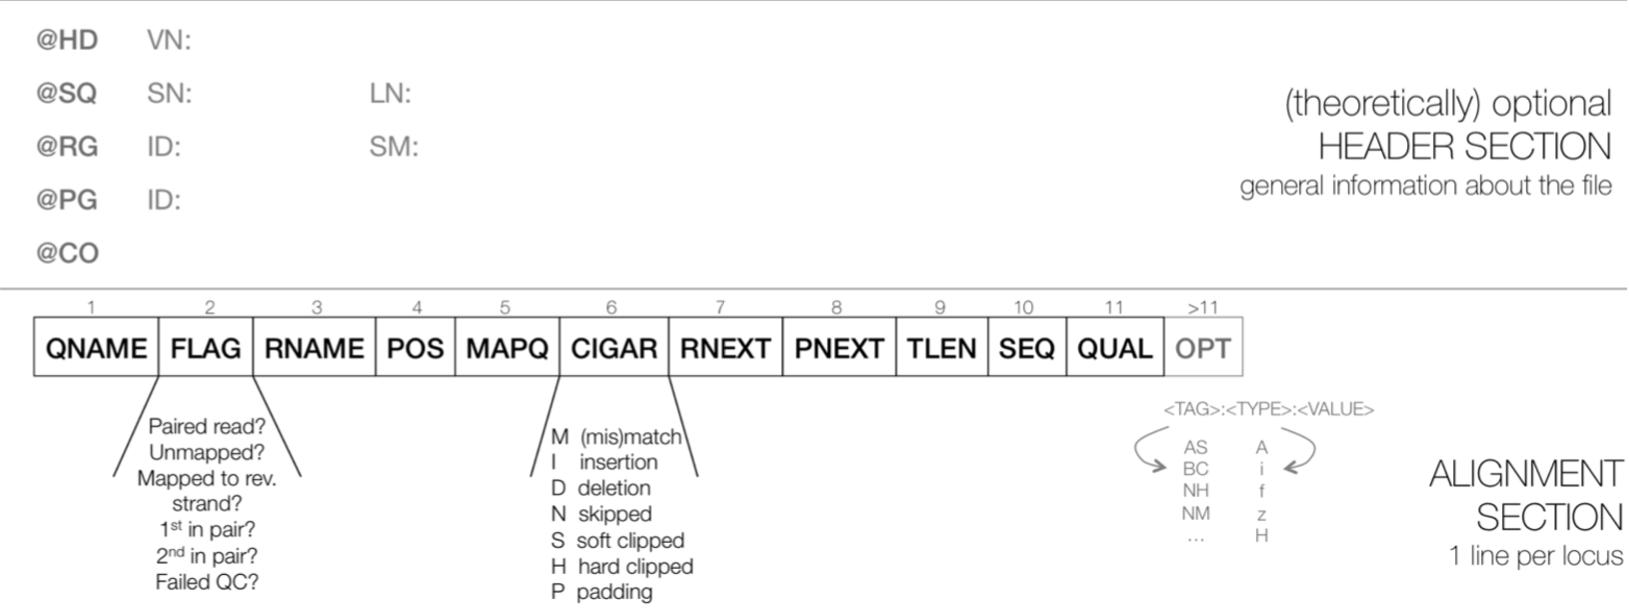 @HD VN:
@SQ SN: LN:
@RG ID: SM:
@PG ID:
@CO
(theoretically) optional
HEADER SECTION
general information about the file
1 2 3 4 5 6 7 8 9 10 11 >11
QNAME FLAG RNAME POS MAPQ CIGAR RNEXT PNEXT TLEN SEQ QUAL OPT
Paired read?
Unmapped?
Mapped to rev.
strand?
1st in pair?
2nd in pair?
Failed QC?
M (mis)match
I insertion
D deletion
N skipped
S soft clipped
H hard clipped
P padding
<TAG>:<TYPE>:<VALUE>
AS A
BC i
NH f
NM z
... H
ALIGNMENT
SECTION
1 line per locus